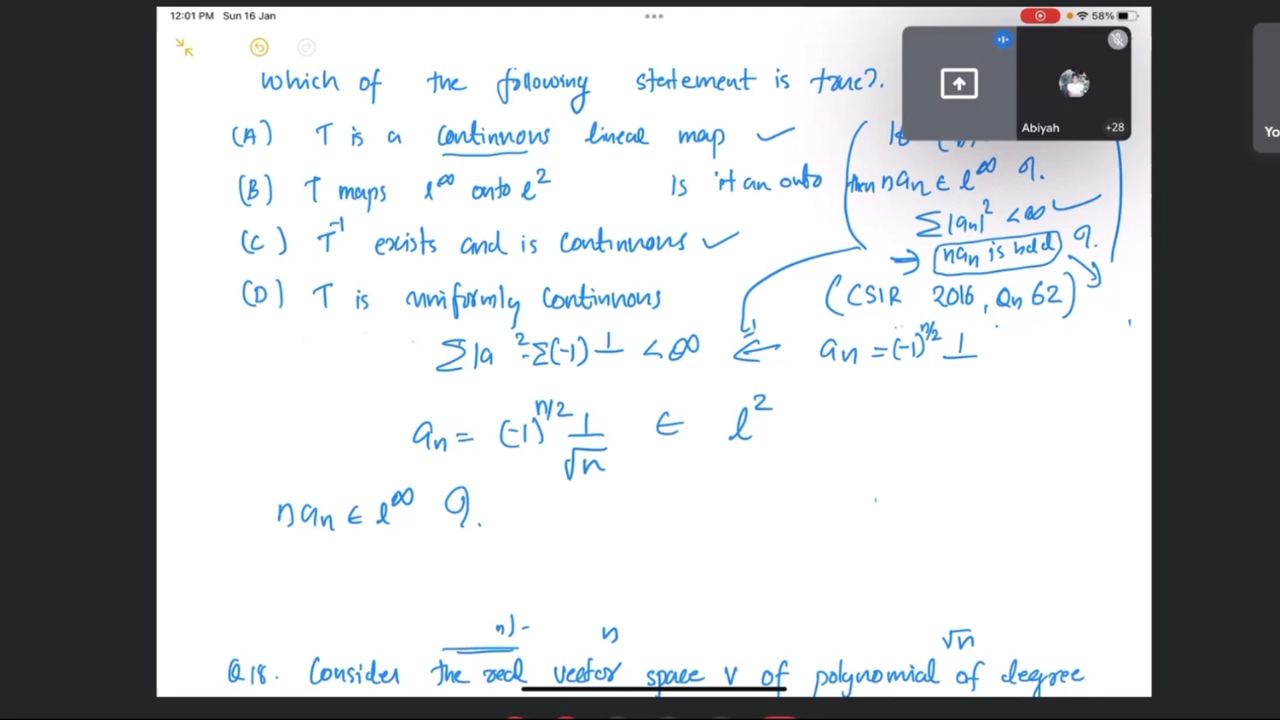 12:01 PM Sun 16 Jan
58%
Which of the following statement is true?
(A) T is a continuous lineal map ✓
(B) T maps l^∞ onto l^2 Is it an onto
(C) T^-1 exists and is continuous ✓
(D) T is uniformly continuous
then nan ∈ l^∞ ?.
Σ|an|^2 <∞ ✓
→ nan is bdd ?.
(CSIR 2016, Qn 62)
Abiyah
+28
Yo
Σ|a ^2 = Σ(-1) 1 <∞ ⇐ an = (-1)^n/2 1
an = (-1)^n/2 1/√n ∈ l^2
nan ∈ l^∞ ?.
n)- n √n
Q18. Consider the real vector space V of polynomial of degree